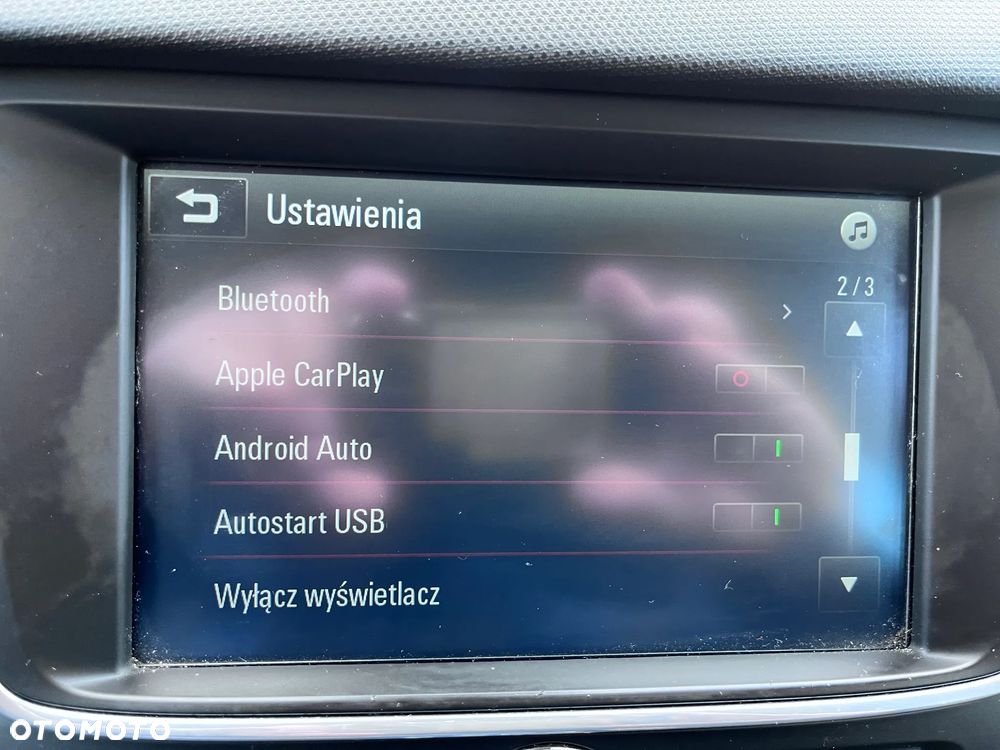 Ustawienia
2/3
Bluetooth
Apple CarPlay
Android Auto
Autostart USB
Wyłącz wyświetlacz
OTOMOTO